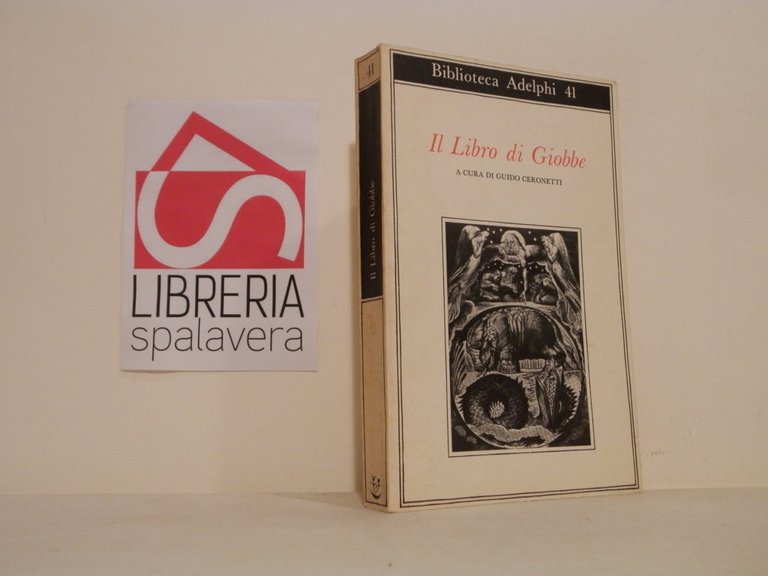 LIBRERIA
spalavera
41
Il Libro di Giobbe
Biblioteca Adelphi 41
Il Libro di Giobbe
A CURA DI GUIDO CERONETTI